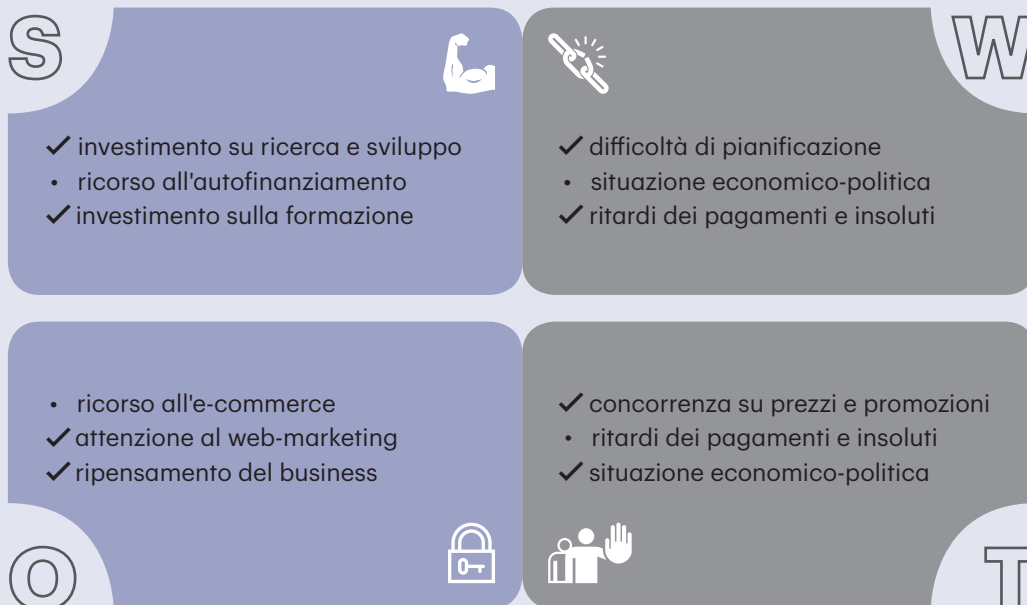 S
✓ investimento su ricerca e sviluppo
• ricorso all'autofinanziamento
✓ investimento sulla formazione
W
✓ difficoltà di pianificazione
• situazione economico-politica
✓ ritardi dei pagamenti e insoluti
• ricorso all'e-commerce
✓ attenzione al web-marketing
✓ ripensamento del business
O
✓ concorrenza su prezzi e promozioni
• ritardi dei pagamenti e insoluti
✓ situazione economico-politica
T